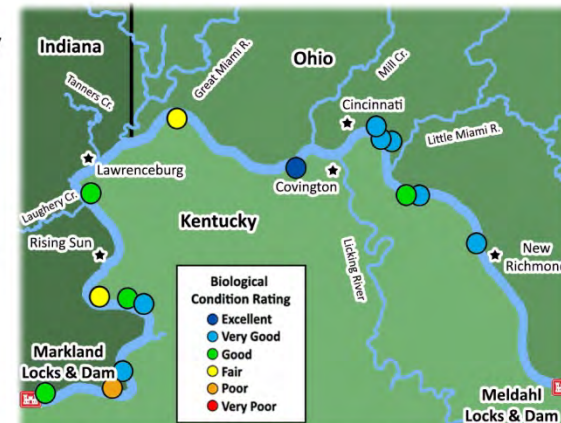 Indiana
Ohio
Tanners Cr.
Great Miami R.
Mill Cr.
Cincinnati
Little Miami R.
Lawrenceburg
Covington
Laughery Cr.
Kentucky
Rising Sun
Licking River
New
Richmond
Biological
Condition Rating
Excellent
Very Good
Good
Fair
Poor
Very Poor
Markland
Locks & Dam
Meldahl
Locks & Dam